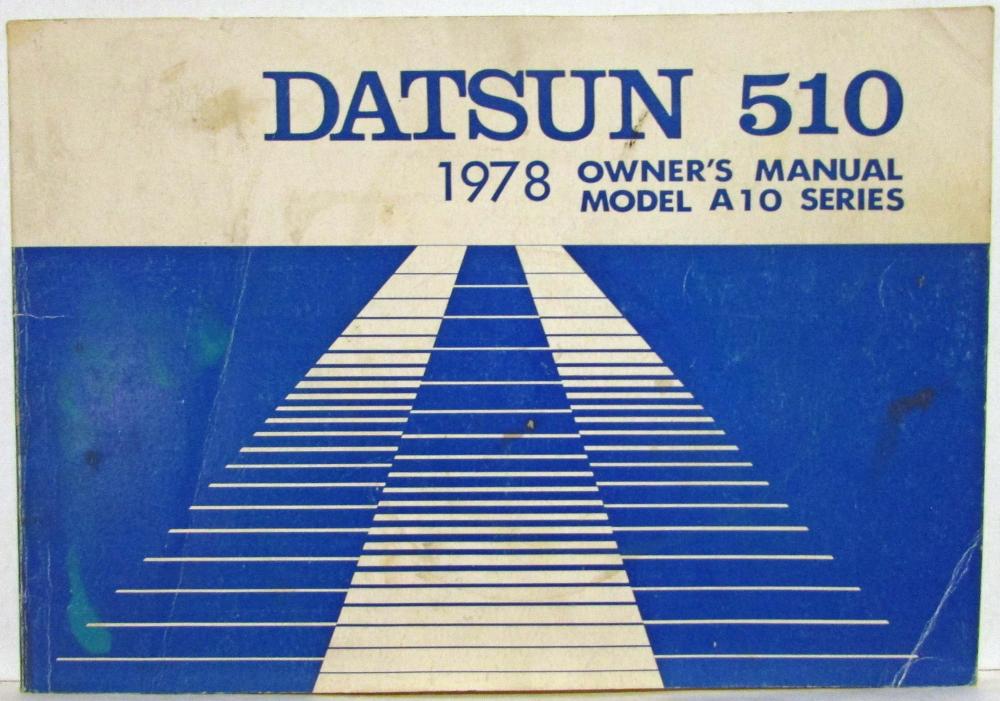 DATSUN 510
1978 OWNER'S MANUAL
MODEL A10 SERIES